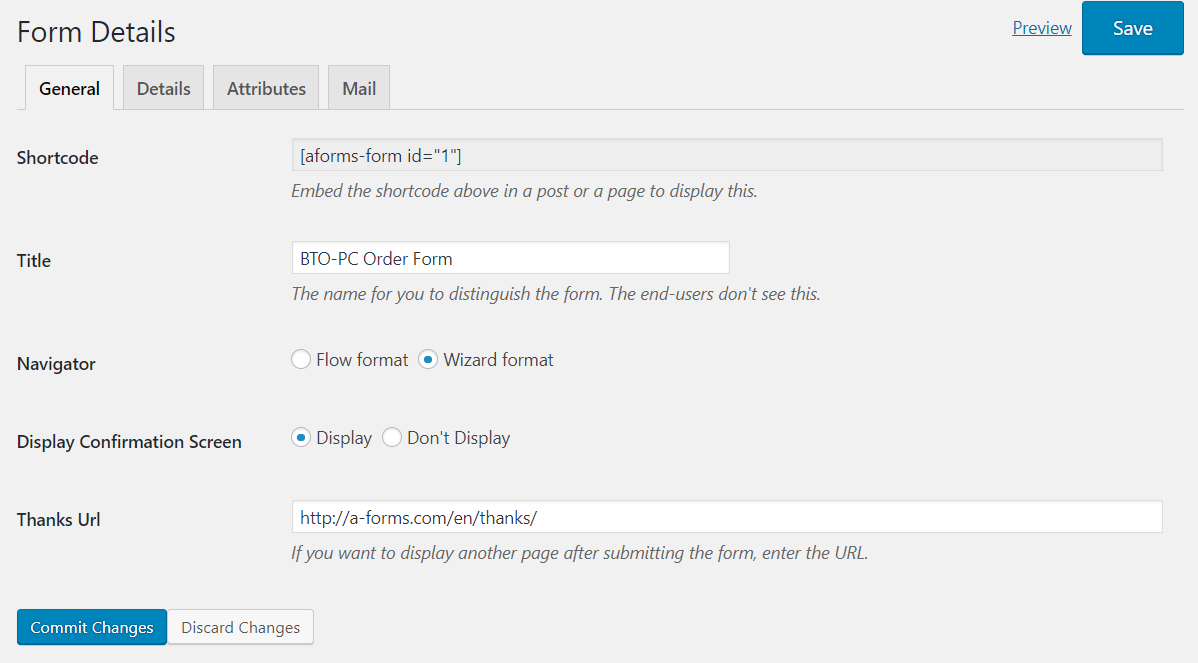 Form Details
Preview
Save
General
Details
Attributes
Mail
Shortcode
[aforms-form id="1"]
Embed the shortcode above in a post or a page to display this.
Title
BTO-PC Order Form
The name for you to distinguish the form. The end-users don't see this.
Navigator
Flow format
Wizard format
Display Confirmation Screen
Display
Don't Display
Thanks Url
http://a-forms.com/en/thanks/
If you want to display another page after submitting the form, enter the URL.
Commit Changes
Discard Changes